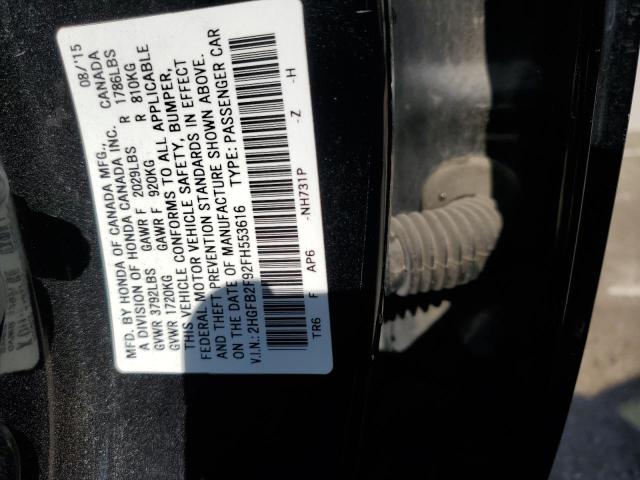 MFD. BY HONDA OF CANADA MFG., 08/'15
A DIVISION OF HONDA CANADA INC. CANADA
GVWR 3792LBS GAWR F 2029LBS R 1786LBS
GVWR 1720KG GAWR F 920KG R 810KG
THIS VEHICLE CONFORMS TO ALL APPLICABLE
FEDERAL MOTOR VEHICLE SAFETY, BUMPER,
AND THEFT PREVENTION STANDARDS IN EFFECT
ON THE DATE OF MANUFACTURE SHOWN ABOVE.
V.I.N.: 2HGFB2F92FH553616 TYPE: PASSENGER CAR
TR6 F AP6 -NH731P -Z -H